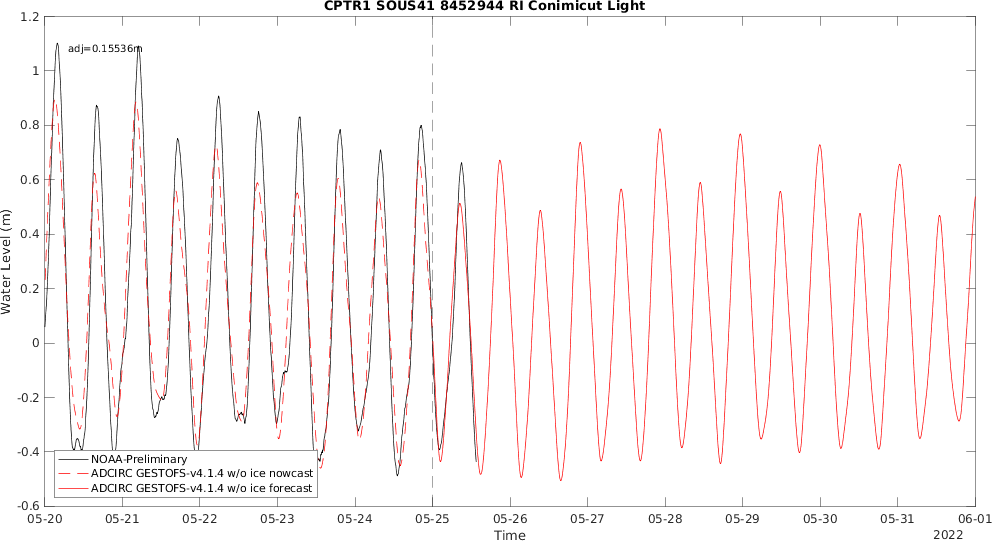 CPTR1 SOUS41 8452944 RI Conimicut Light
adj=0.15536m
1.2
1
0.8
0.6
0.4
0.2
0
-0.2
-0.4
-0.6
Water Level (m)
NOAA-Preliminary
ADCIRC GESTOFS-v4.1.4 w/o ice nowcast
ADCIRC GESTOFS-v4.1.4 w/o ice forecast
05-20 05-21 05-22 05-23 05-24 05-25 05-26 05-27 05-28 05-29 05-30 05-31 06-01
Time
2022